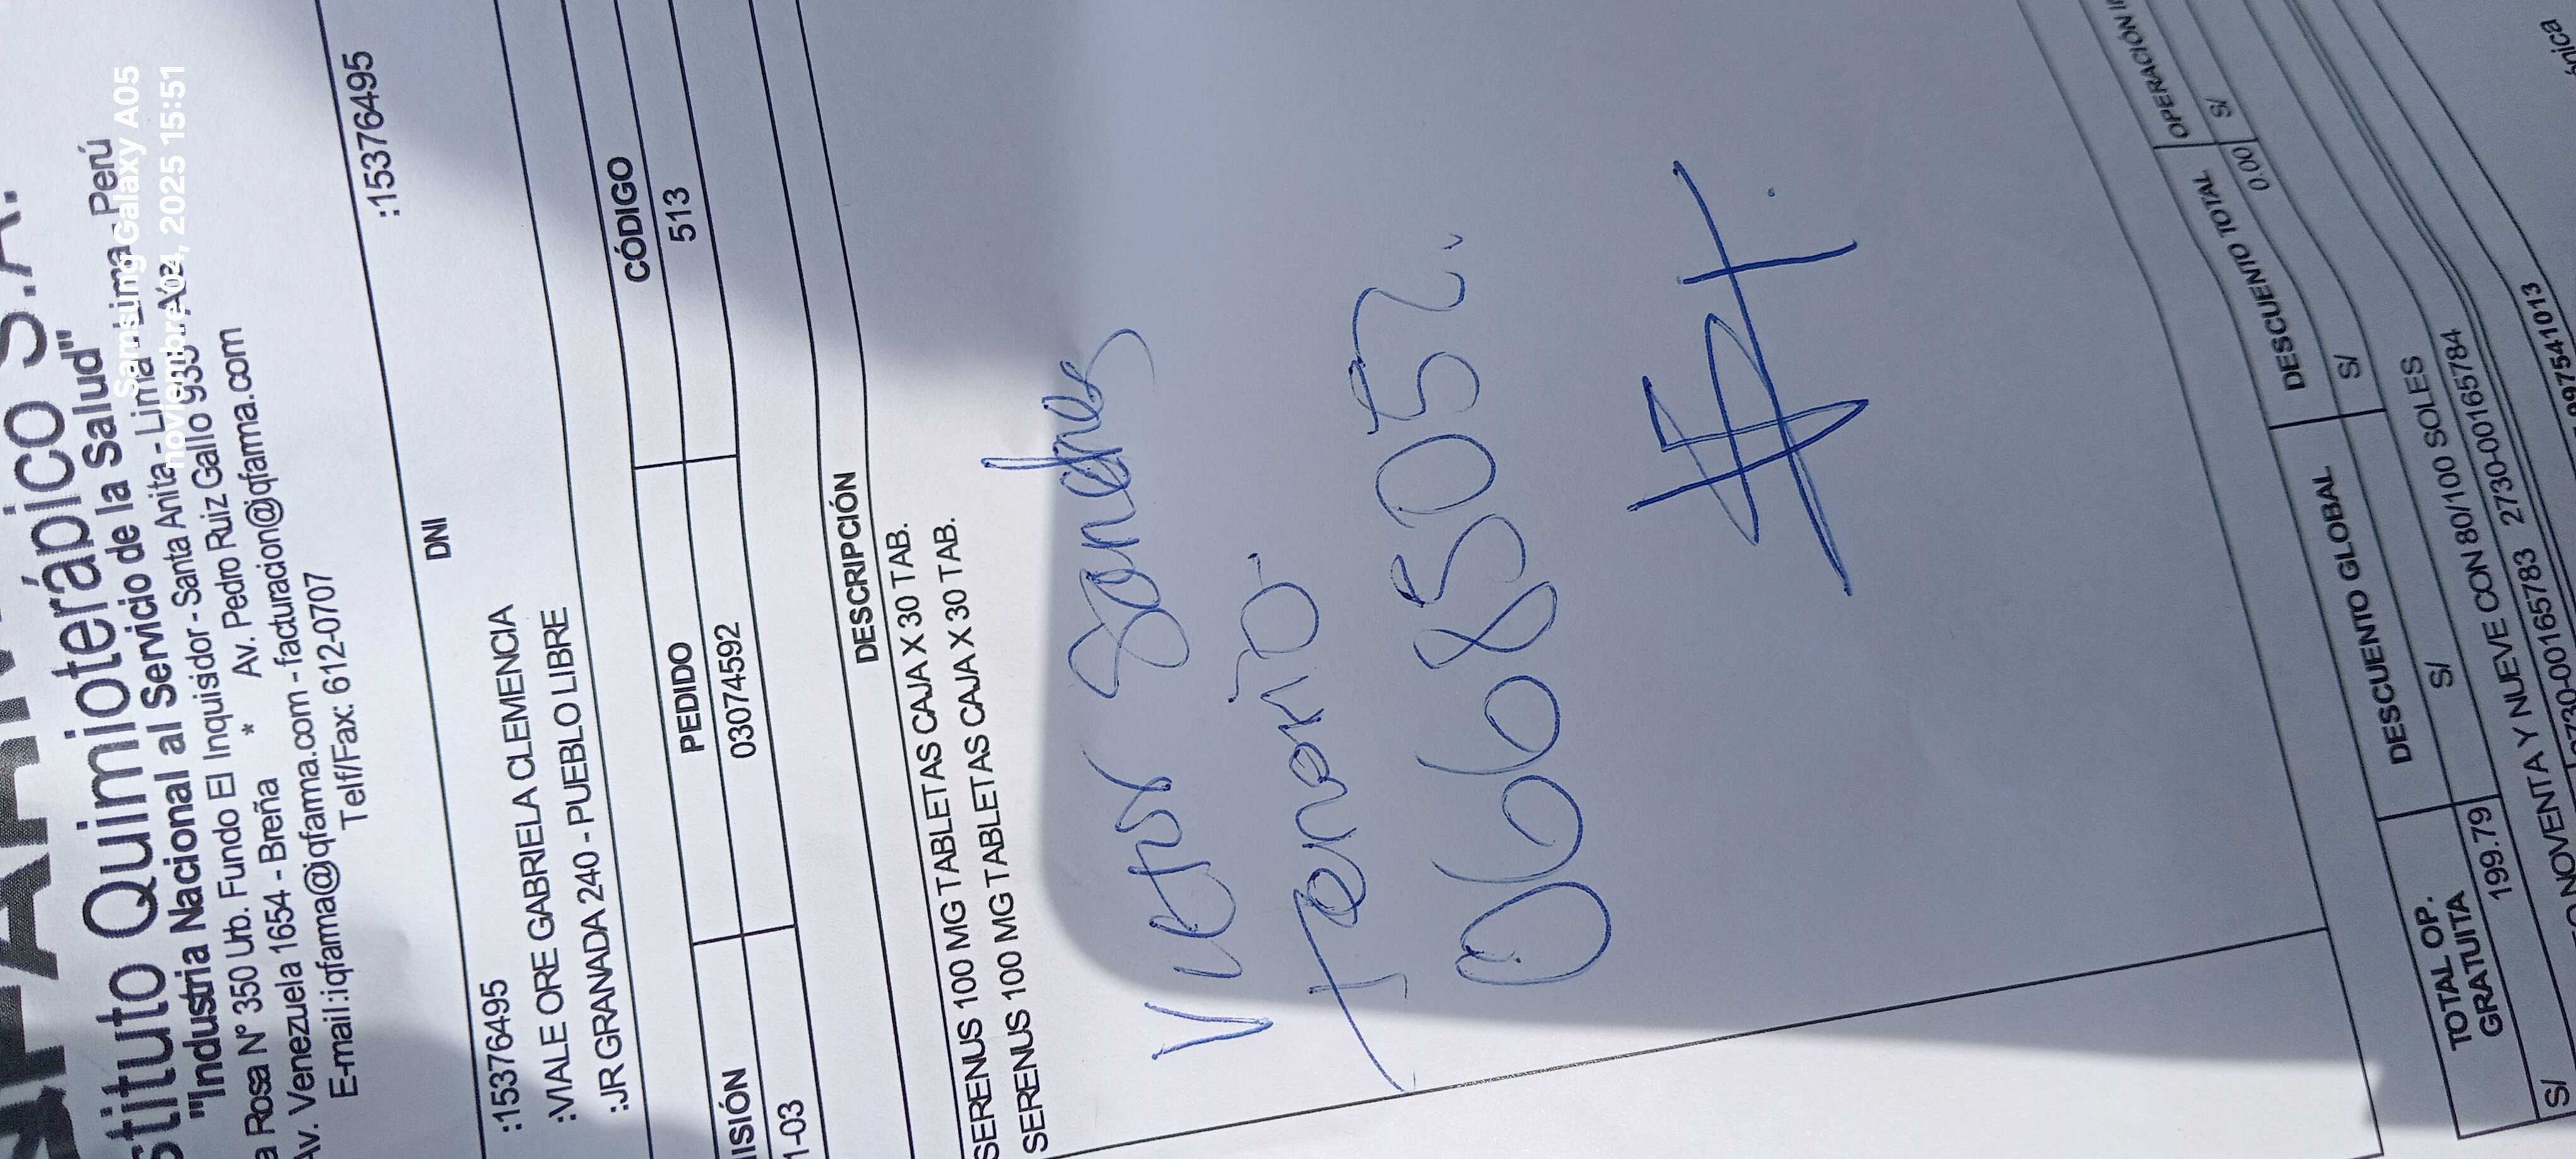 Instituto Quimioterápico S.A.
"Industria Nacional al Servicio de la Salud"
a Rosa N° 350 Urb. Fundo El Inquisidor - Santa Anita - Lima - Lima - Perú
Av. Venezuela 1654 - Breña * Av. Pedro Ruiz Gallo
E-mail:iqfarma@iqfarma.com - facturacion@iqfarma.com
Telf/Fax: 612-0707
Samsung Galaxy A05
noviembre 04, 2025 15:51
DNI :15376495
:15376495
:VIALE ORE GABRIELA CLEMENCIA
:JR GRANADA 240 - PUEBLO LIBRE
ISIÓN PEDIDO CÓDIGO
1-03 03074592 513
DESCRIPCIÓN
SERENUS 100 MG TABLETAS CAJA X 30 TAB.
SERENUS 100 MG TABLETAS CAJA X 30 TAB.
Victor
Tenorio
06685052.
TOTAL OP. GRATUITA DESCUENTO GLOBAL DESCUENTO TOTAL OPERACIÓN
S/ 199.79 S/ S/ 0.00 S/
NOVENTA Y NUEVE CON 80/100 SOLES
2730-00165783 2730-00165784